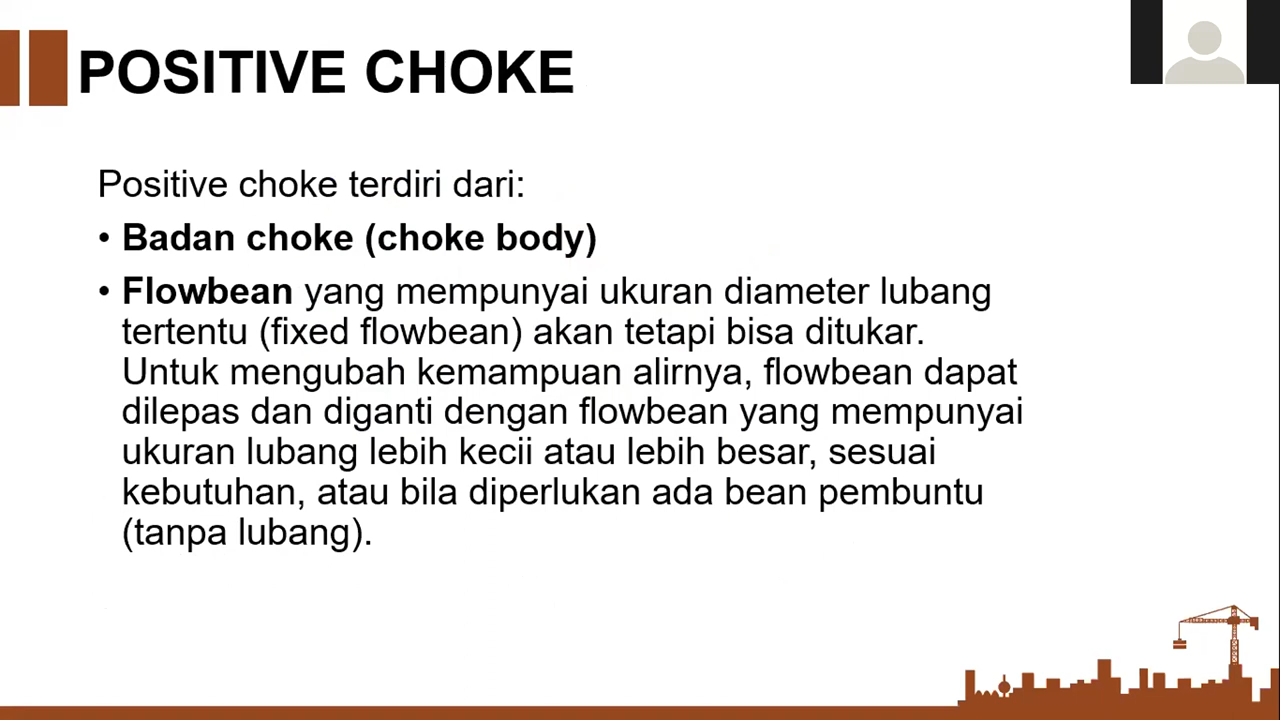 POSITIVE CHOKE
Positive choke terdiri dari:
• Badan choke (choke body)
• Flowbean yang mempunyai ukuran diameter lubang
tertentu (fixed flowbean) akan tetapi bisa ditukar.
Untuk mengubah kemampuan alirnya, flowbean dapat
dilepas dan diganti dengan flowbean yang mempunyai
ukuran lubang lebih kecii atau lebih besar, sesuai
kebutuhan, atau bila diperlukan ada bean pembuntu
(tanpa lubang).